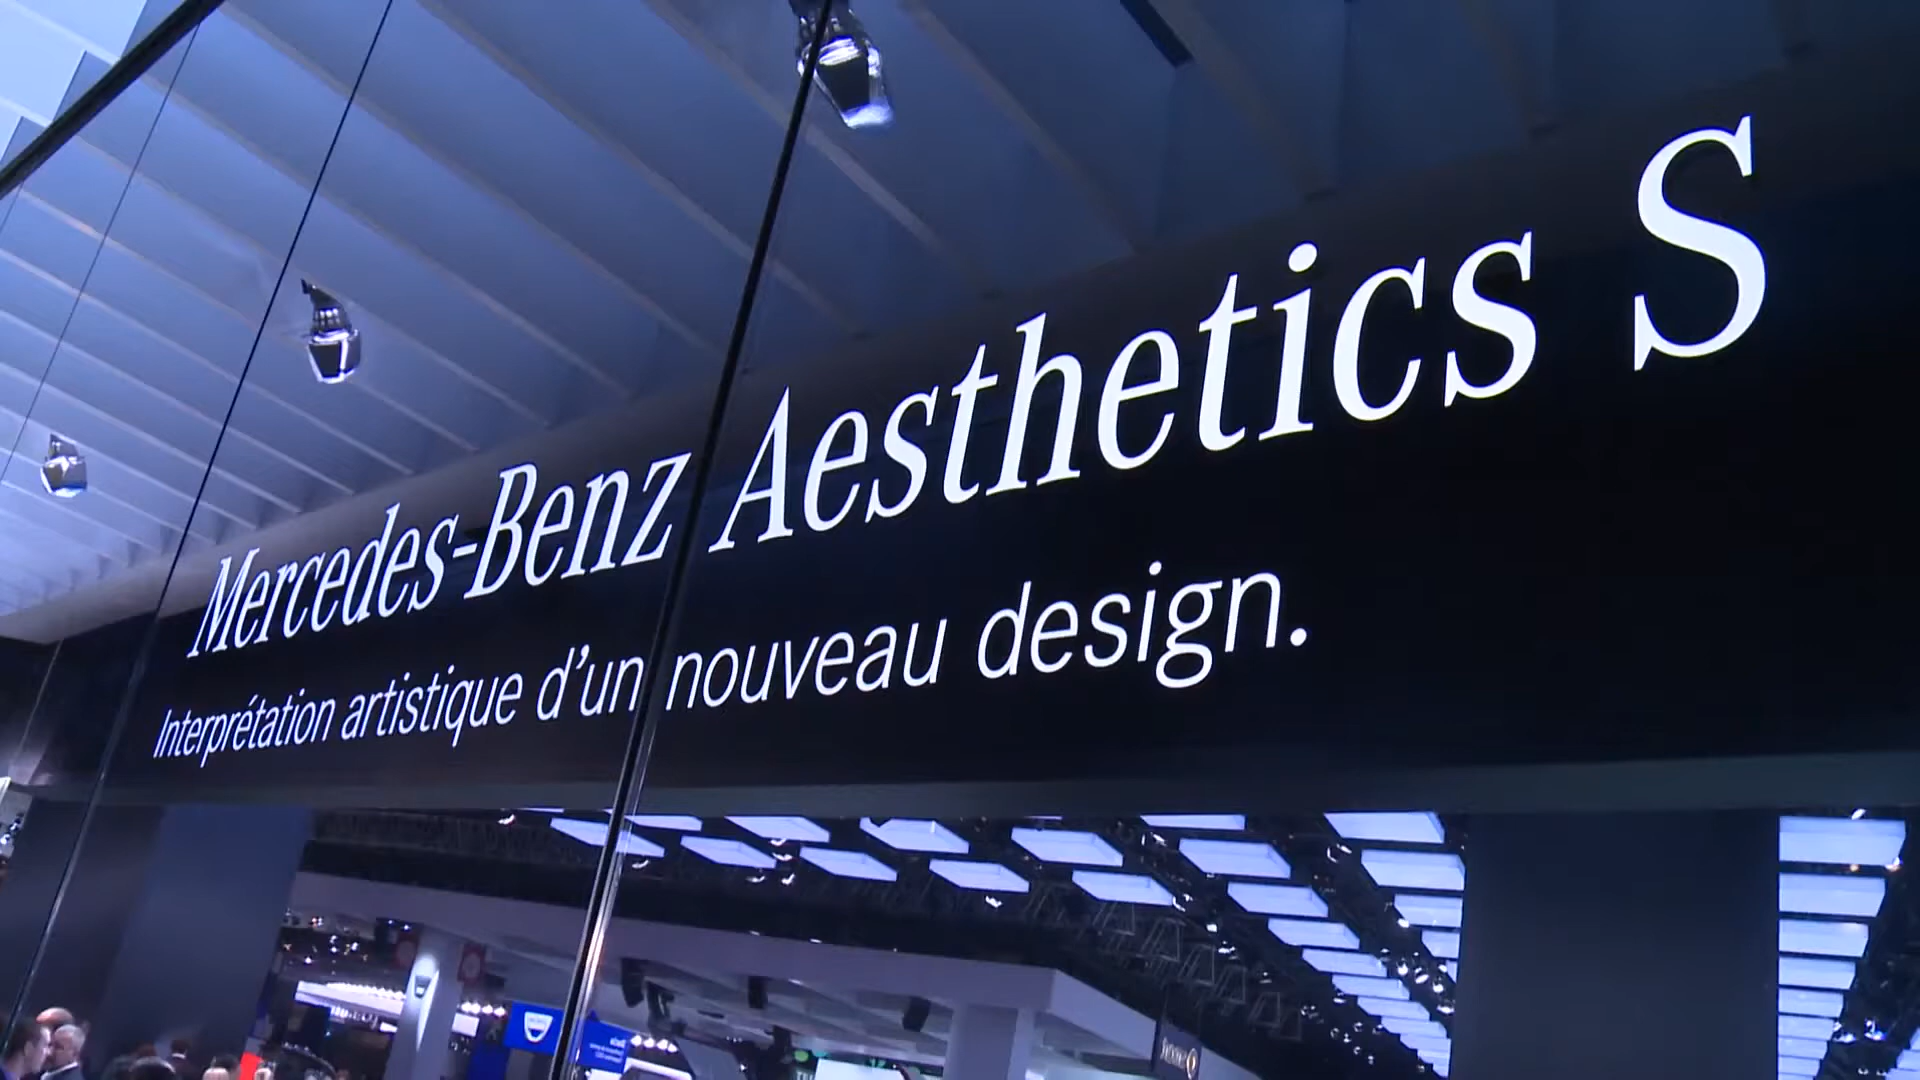 Mercedes-Benz Aesthetics S
Interprétation artistique d’un nouveau design.